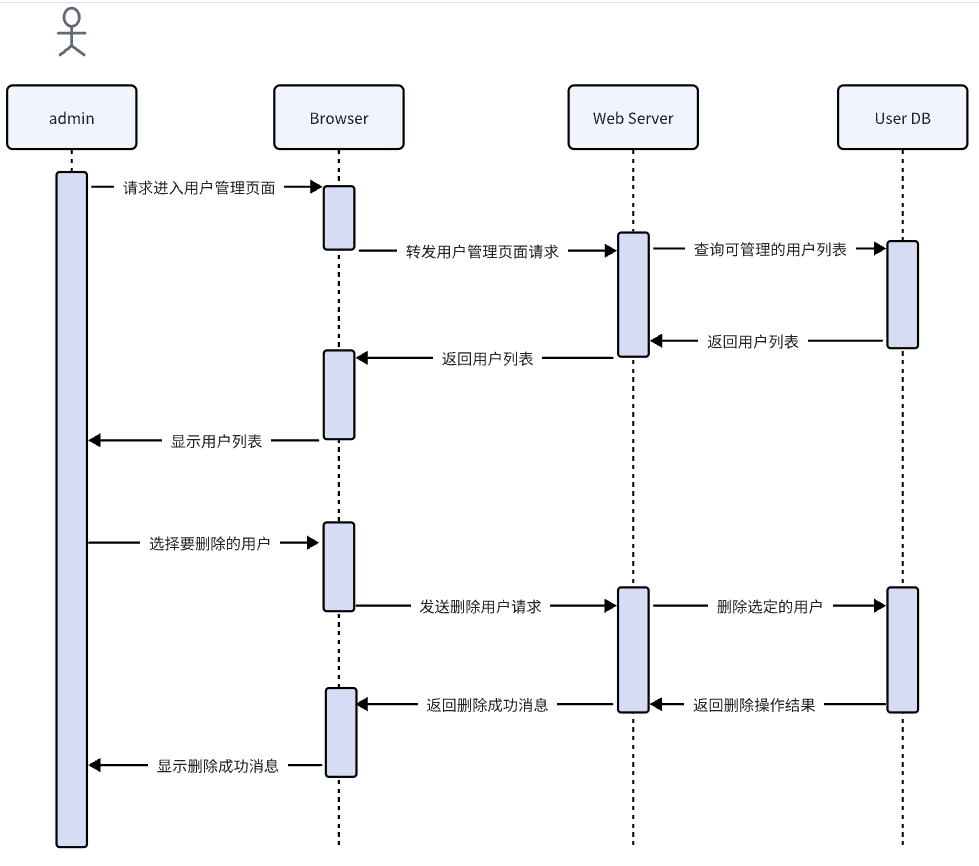 admin
Browser
Web Server
User DB
请求进入用户管理页面
转发用户管理页面请求
查询可管理的用户列表
返回用户列表
返回用户列表
显示用户列表
选择要删除的用户
发送删除用户请求
删除选定的用户
返回删除成功消息
返回删除操作结果
显示删除成功消息